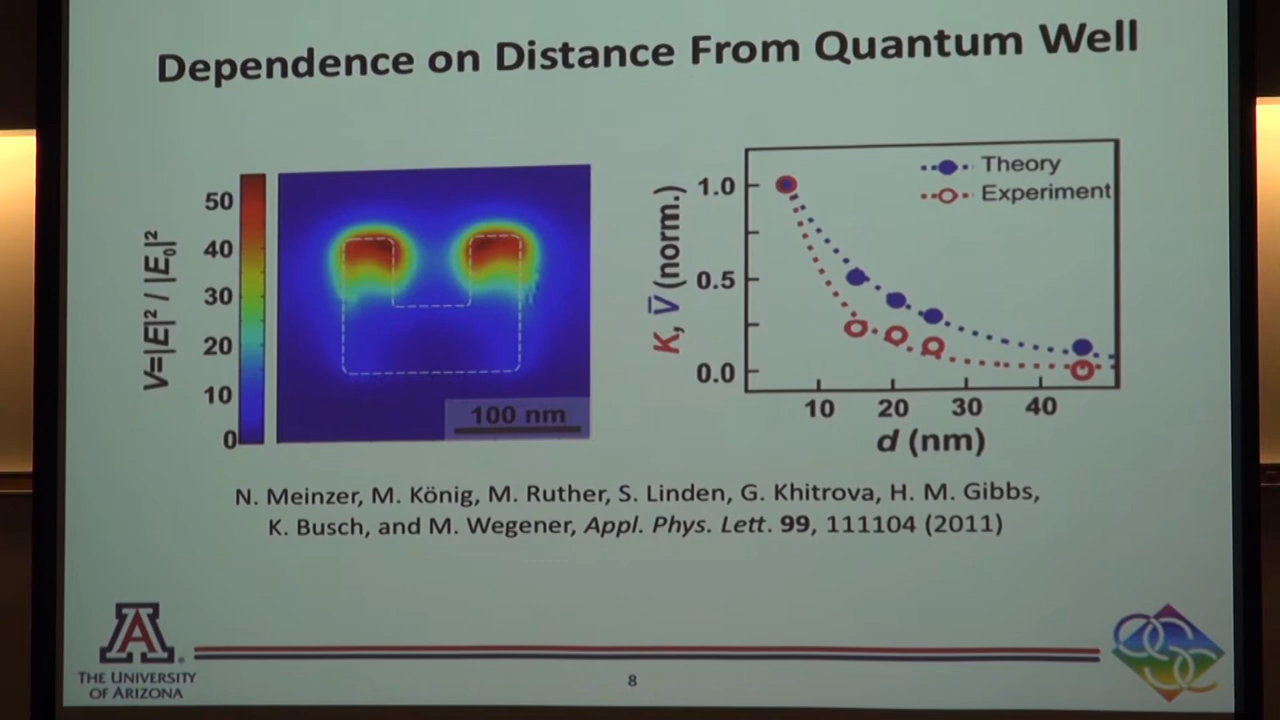 Dependence on Distance From Quantum Well
V=|E|² / |E₀|²
50
40
30
20
10
0
100 nm
K, V̅ (norm.)
1.0
0.5
0.0
Theory
Experiment
10 20 30 40
d (nm)
N. Meinzer, M. König, M. Ruther, S. Linden, G. Khitrova, H. M. Gibbs,
K. Busch, and M. Wegener, Appl. Phys. Lett. 99, 111104 (2011)
A
THE UNIVERSITY
OF ARIZONA
8
OSC